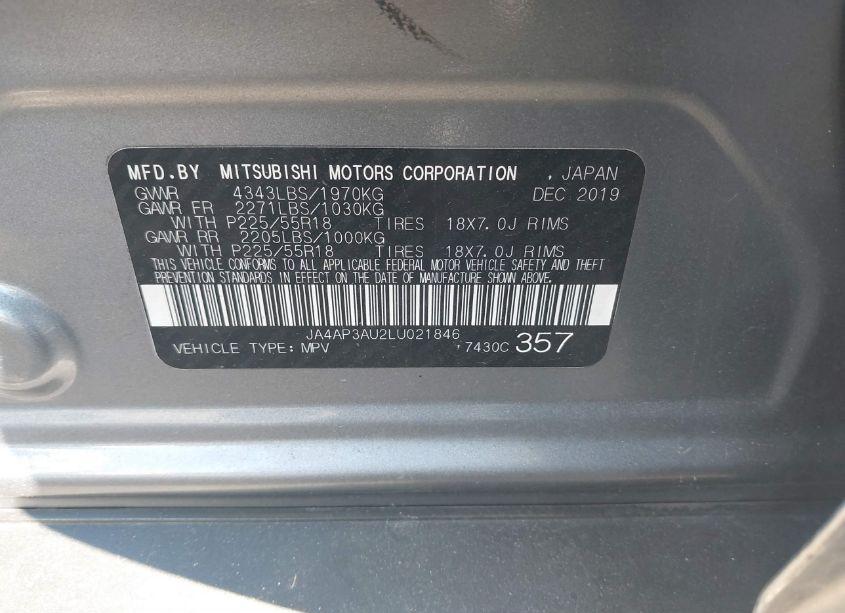 MFD.BY MITSUBISHI MOTORS CORPORATION , JAPAN
GVWR 4343LBS/1970KG DEC 2019
GAWR FR 2271LBS/1030KG
WITH P225/55R18 TIRES 18X7.0J RIMS
GAWR RR 2205LBS/1000KG
WITH P225/55R18 TIRES 18X7.0J RIMS
THIS VEHICLE CONFORMS TO ALL APPLICABLE FEDERAL MOTOR VEHICLE SAFETY AND THEFT
PREVENTION STANDARDS IN EFFECT ON THE DATE OF MANUFACTURE SHOWN ABOVE.
JA4AP3AU2LU021846
VEHICLE TYPE: MPV 7430C 357